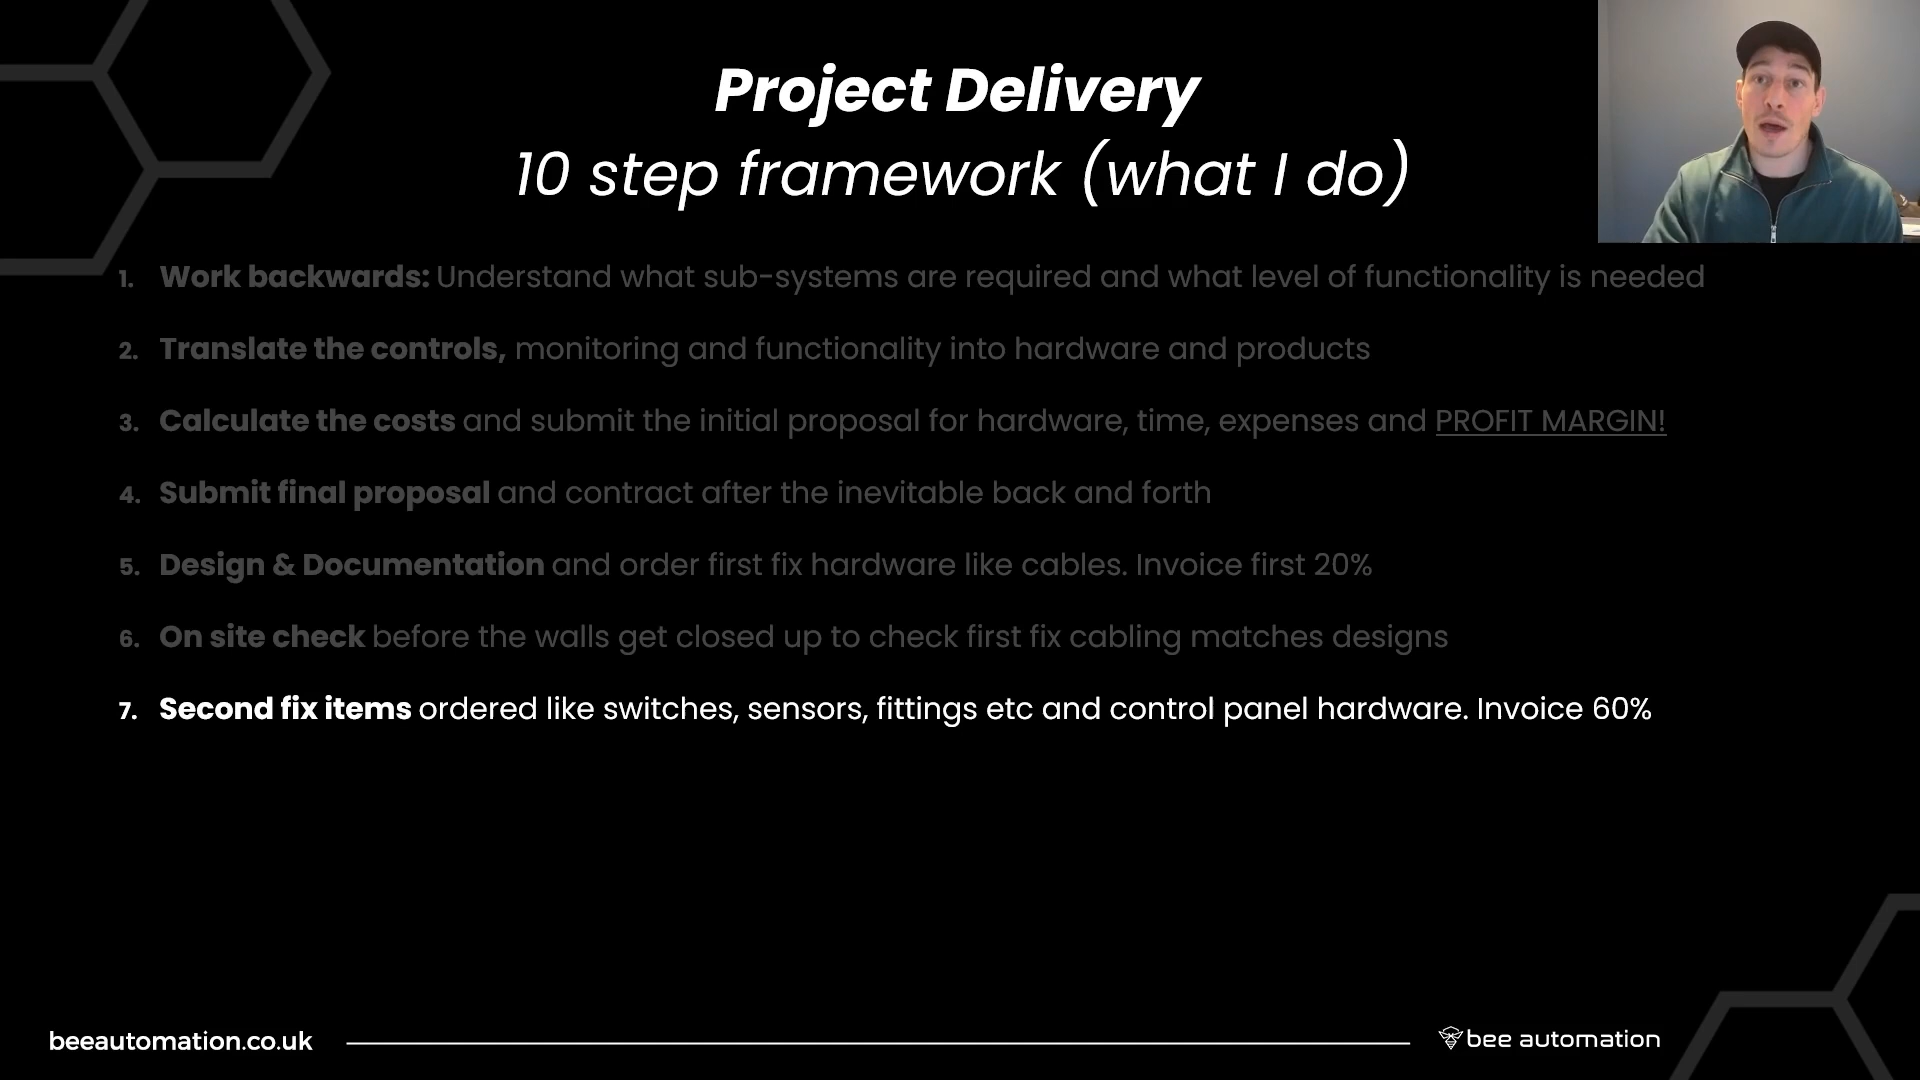 Project Delivery
10 step framework (what I do)
1. Work backwards: Understand what sub-systems are required and what level of functionality is needed
2. Translate the controls, monitoring and functionality into hardware and products
3. Calculate the costs and submit the initial proposal for hardware, time, expenses and PROFIT MARGIN!
4. Submit final proposal and contract after the inevitable back and forth
5. Design & Documentation and order first fix hardware like cables. Invoice first 20%
6. On site check before the walls get closed up to check first fix cabling matches designs
7. Second fix items ordered like switches, sensors, fittings etc and control panel hardware. Invoice 60%
beeautomation.co.uk
bee automation